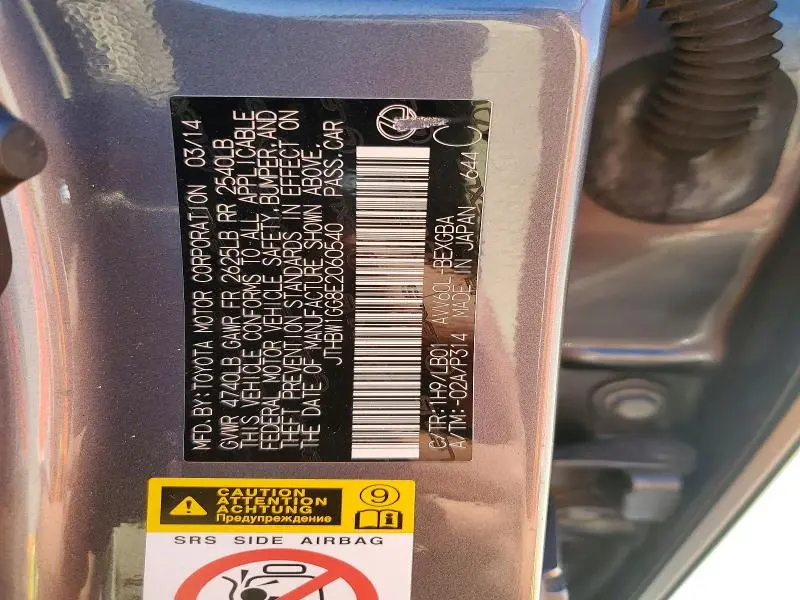 MFD. BY: TOYOTA MOTOR CORPORATION 03/14
GVWR 4740LB GAWR FR 2625LB RR 2540LB
THIS VEHICLE CONFORMS TO ALL APPLICABLE
FEDERAL MOTOR VEHICLE SAFETY, BUMPER, AND
THEFT PREVENTION STANDARDS IN EFFECT ON
THE DATE OF MANUFACTURE SHOWN ABOVE.
JTHBW1GG8E2060540 PASS. CAR
C/TR: 1H9/LB01 AVV60L-BEXGBA
A/TM: -02A/P314 MADE IN JAPAN 644 C
CAUTION
ATTENTION
ACHTUNG
Предупреждение
9
i
SRS SIDE AIRBAG